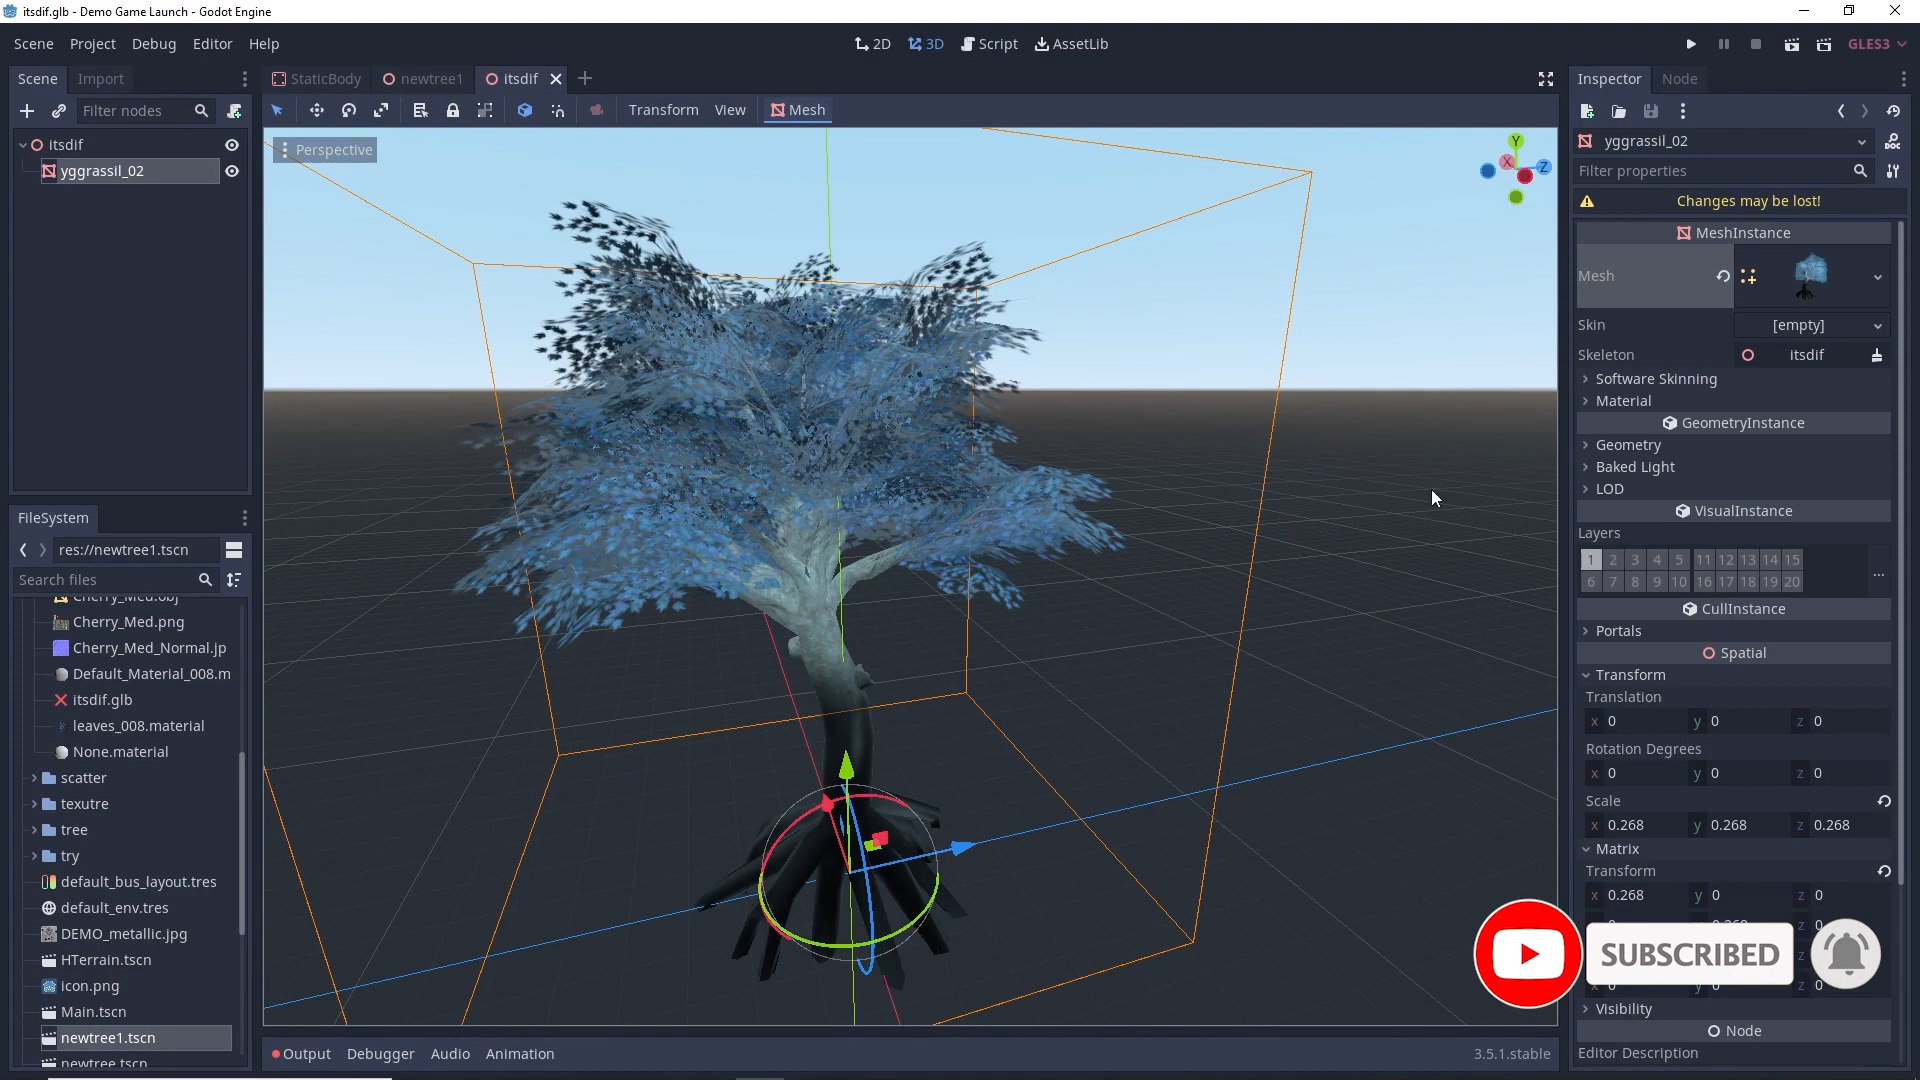 itsdif.glb - Demo Game Launch - Godot Engine
Scene Project Debug Editor Help
2D 3D Script AssetLib
GLES3
Scene Import
StaticBody newtree1 itsdif
Inspector Node
Filter nodes
Transform View Mesh
itsdif
yggrassil_02
Perspective
Y
X
Z
yggrassil_02
Filter properties
Changes may be lost!
MeshInstance
Mesh
Skin [empty]
Skeleton itsdif
Software Skinning
Material
GeometryInstance
Geometry
Baked Light
LOD
VisualInstance
Layers
1 2 3 4 5 11 12 13 14 15
6 7 8 9 10 16 17 18 19 20
...
CullInstance
Portals
Spatial
Transform
Translation
x 0 y 0 z 0
Rotation Degrees
x 0 y 0 z 0
Scale
x 0.268 y 0.268 z 0.268
Matrix
Transform
x 0.268 y 0 z 0
SUBSCRIBED
Visibility
Node
Editor Description
FileSystem
res://newtree1.tscn
Search files
Cherry_Med.obj
Cherry_Med.png
Cherry_Med_Normal.jp
Default_Material_008.m
itsdif.glb
leaves_008.material
None.material
scatter
texutre
tree
try
default_bus_layout.tres
default_env.tres
DEMO_metallic.jpg
HTerrain.tscn
icon.png
Main.tscn
newtree1.tscn
newtree.tscn
Output Debugger Audio Animation
3.5.1.stable